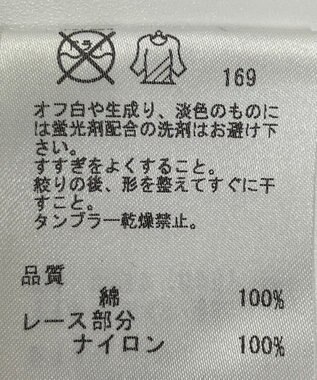 169
オフ白や生成り、淡色のものに
は蛍光剤配合の洗剤はお避け下
さい。
すすぎをよくすること。
絞りの後、形を整えてすぐに干
すこと。
タンブラー乾燥禁止。
品質
綿 100%
レース部分
ナイロン 100%